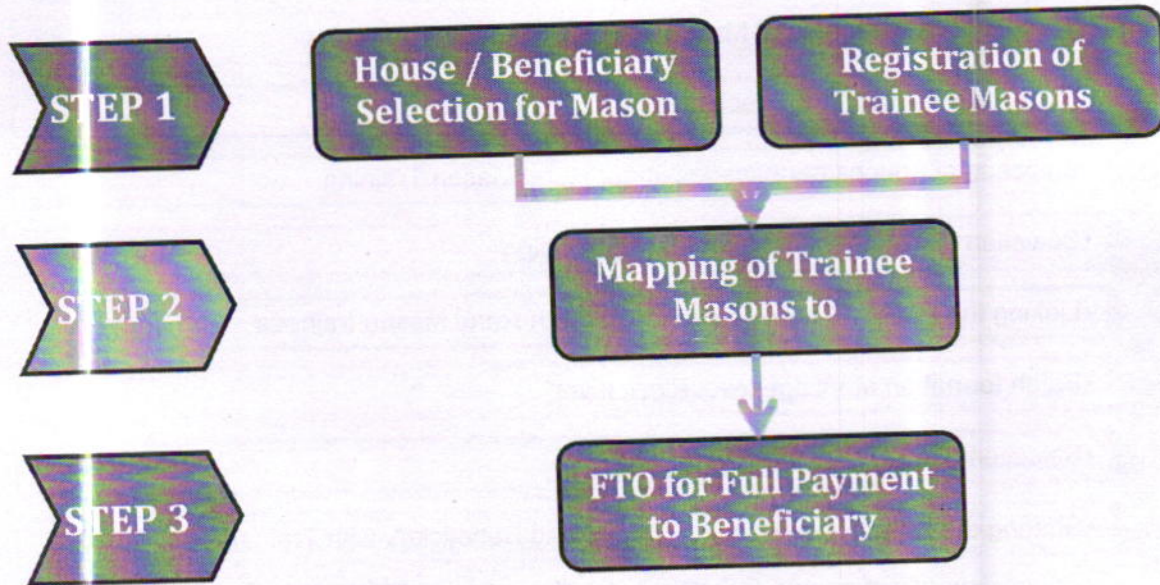 STEP 1
House / Beneficiary
Selection for Mason
Registration of
Trainee Masons
STEP 2
Mapping of Trainee
Masons to
STEP 3
FTO for Full Payment
to Beneficiary